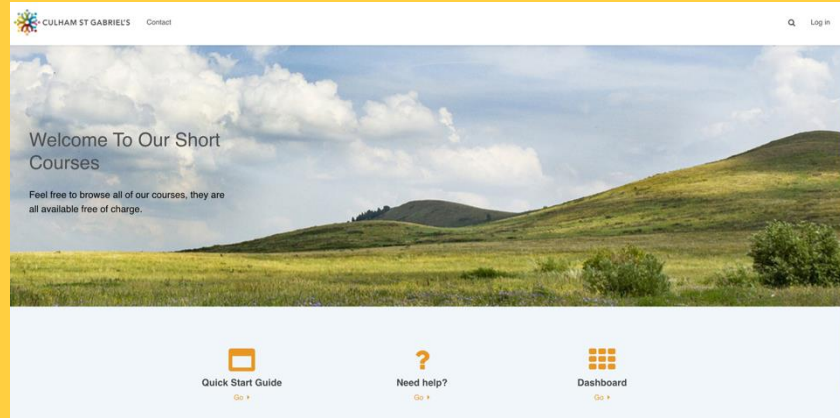 CULHAM ST GABRIEL'S Contact Log in
Welcome To Our Short
Courses
Feel free to browse all of our courses, they are
all available free of charge.
Quick Start Guide Need help? Dashboard
Go Go Go